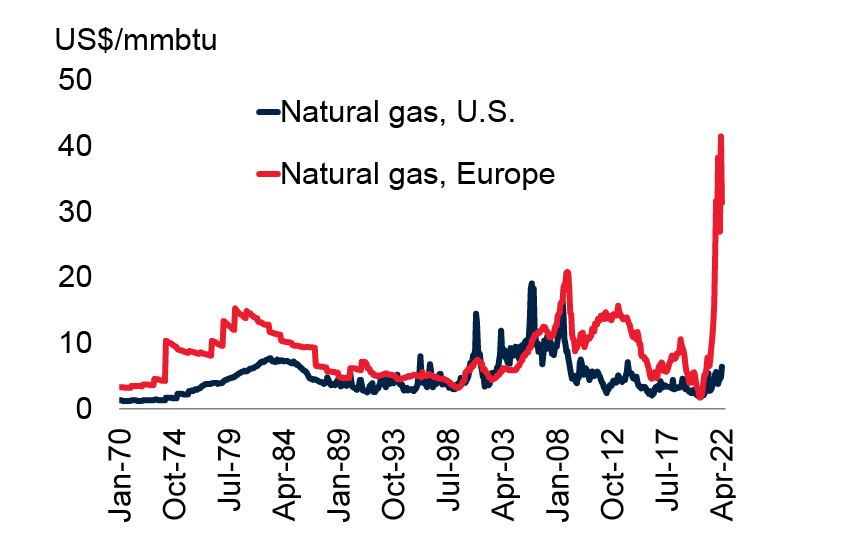 US$/mmbtu
50
40
30
20
10
0
Natural gas, U.S.
Natural gas, Europe
Jan-70
Oct-74
Jul-79
Apr-84
Jan-89
Oct-93
Jul-98
Apr-03
Jan-08
Oct-12
Jul-17
Apr-22